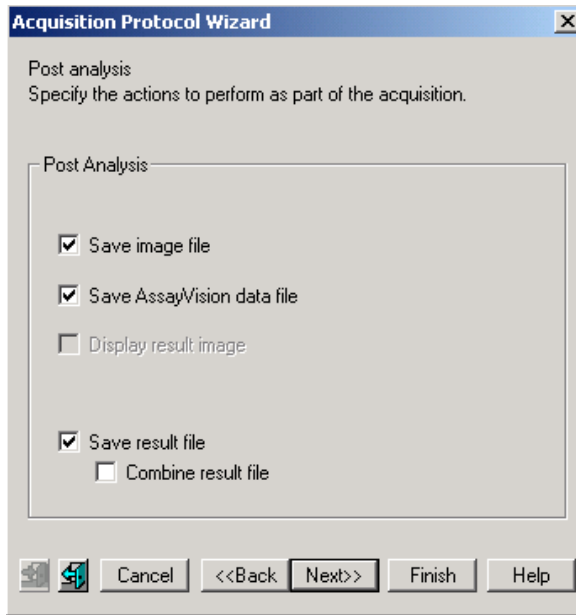 Acquisition Protocol Wizard
Post analysis
Specify the actions to perform as part of the acquisition.
Post Analysis
Save image file
Save AssayVision data file
Display result image
Save result file
Combine result file
Cancel <<Back Next>> Finish Help